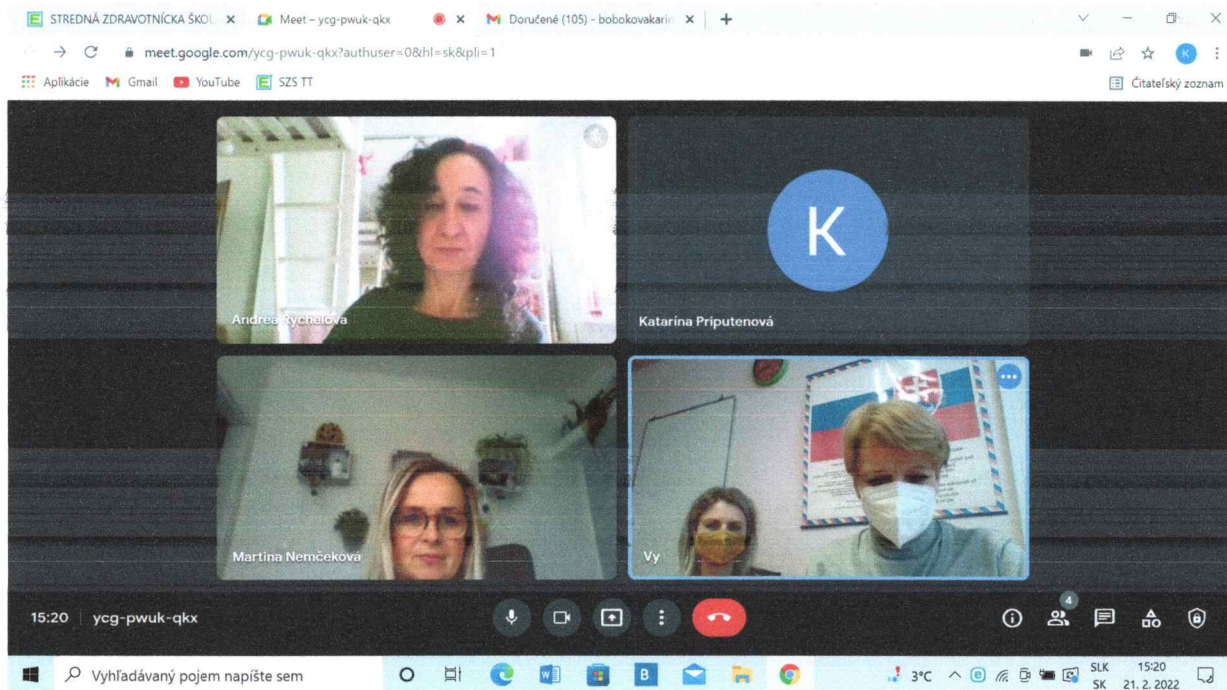 STREDNÁ ZDRAVOTNÍCKA ŠKOL
Meet – ycg-pwuk-qkx
Doručené (105) - bobokovakarin
meet.google.com/ycg-pwuk-qkx?authuser=0&hl=sk&pli=1
K
Aplikácie
Gmail
YouTube
SZS TT
Čitateľský zoznam
Andrea Rychelová
K
Katarína Priputenová
Martina Nemčeková
Vy
15:20
ycg-pwuk-qkx
4
Vyhľadávaný pojem napíšte sem
3°C
SLK
SK
15:20
21. 2. 2022